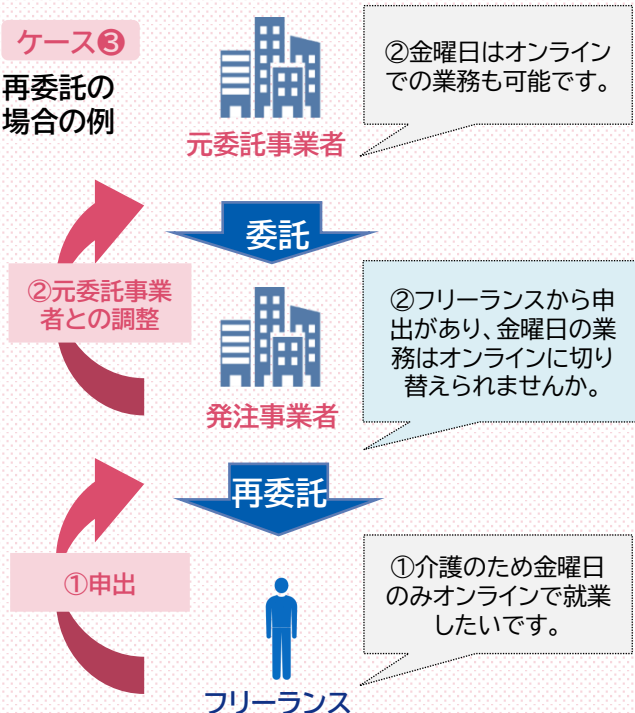 ケース❸
再委託の
場合の例
②金曜日はオンライン
での業務も可能です。
元委託事業者
委託
②元委託事業
者との調整
②フリーランスから申
出があり、金曜日の業
務はオンラインに切り
替えられませんか。
発注事業者
再委託
①申出
①介護のため金曜日
のみオンラインで就業
したいです。
フリーランス